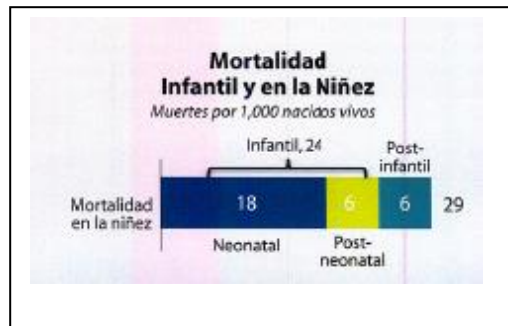 Mortalidad
Infantil y en la Niñez
Muertes por 1,000 nacidos vivos
Infantil, 24
Post-
infantil
Mortalidad
en la niñez
18
6
6
29
Neonatal
Post-
neonatal